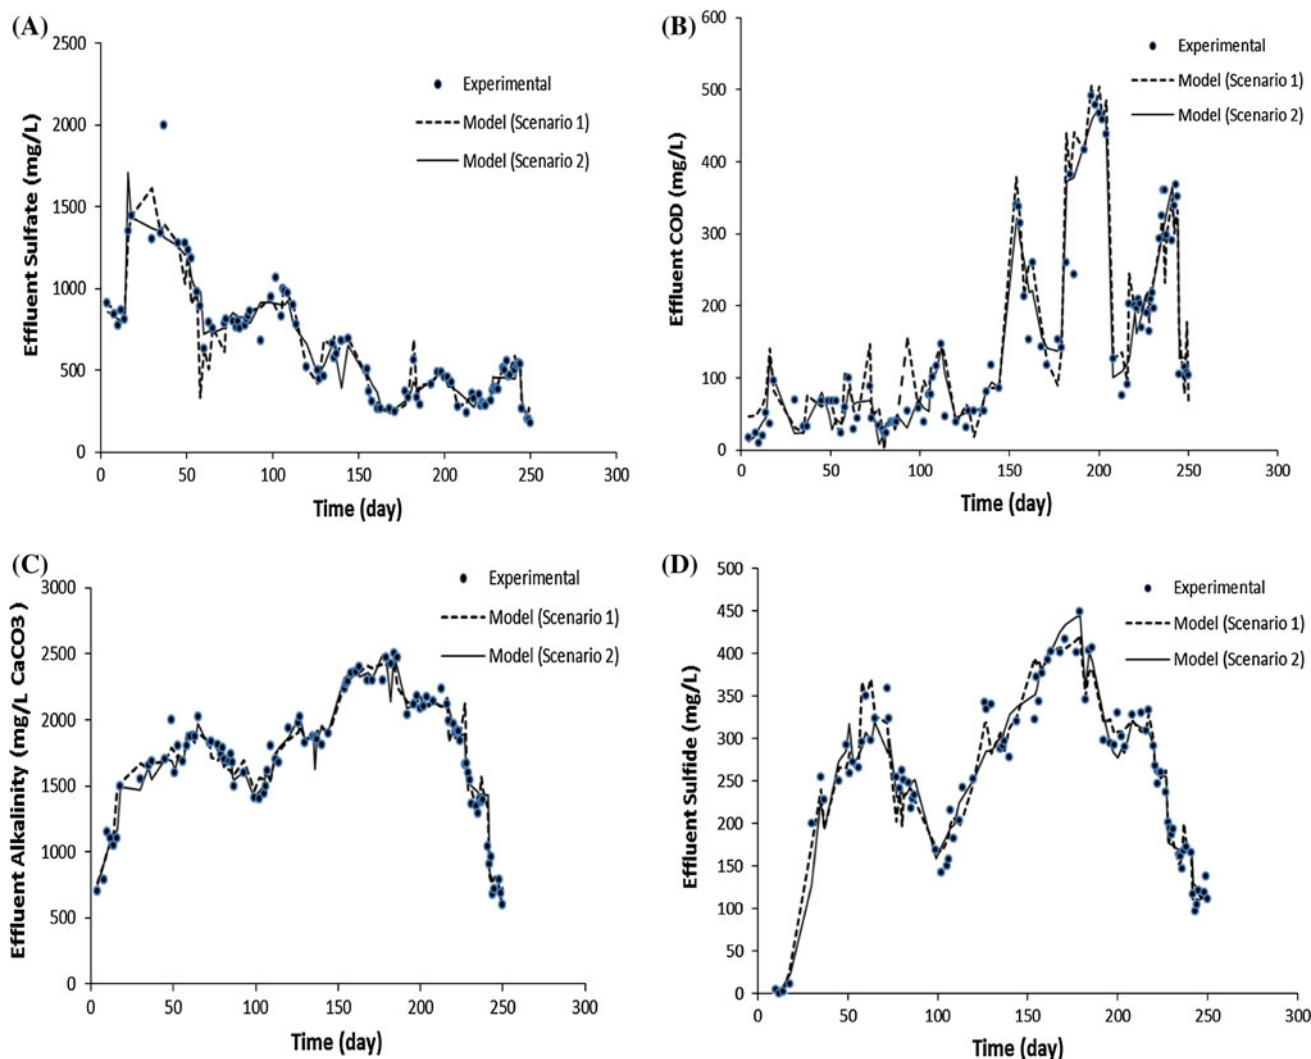 (A)
Effluent Sulfate (mg/L)
2500
2000
1500
1000
500
0
0 50 100 150 200 250 300
Time (day)
Experimental
Model (Scenario 1)
Model (Scenario 2)
(B)
Effluent COD (mg/L)
600
500
400
300
200
100
0
0 50 100 150 200 250 300
Time (day)
Experimental
Model (Scenario 1)
Model (Scenario 2)
(C)
Effluent Alkalinity (mg/L CaCO3 )
3000
2500
2000
1500
1000
500
0
0 50 100 150 200 250 300
Time (day)
Experimental
Model (Scenario 1)
Model (Scenario 2)
(D)
Effluent Sulfide (mg/L)
500
450
400
350
300
250
200
150
100
50
0
0 50 100 150 200 250 300
Time (day)
Experimental
Model (Scenario 1)
Model (Scenario 2)